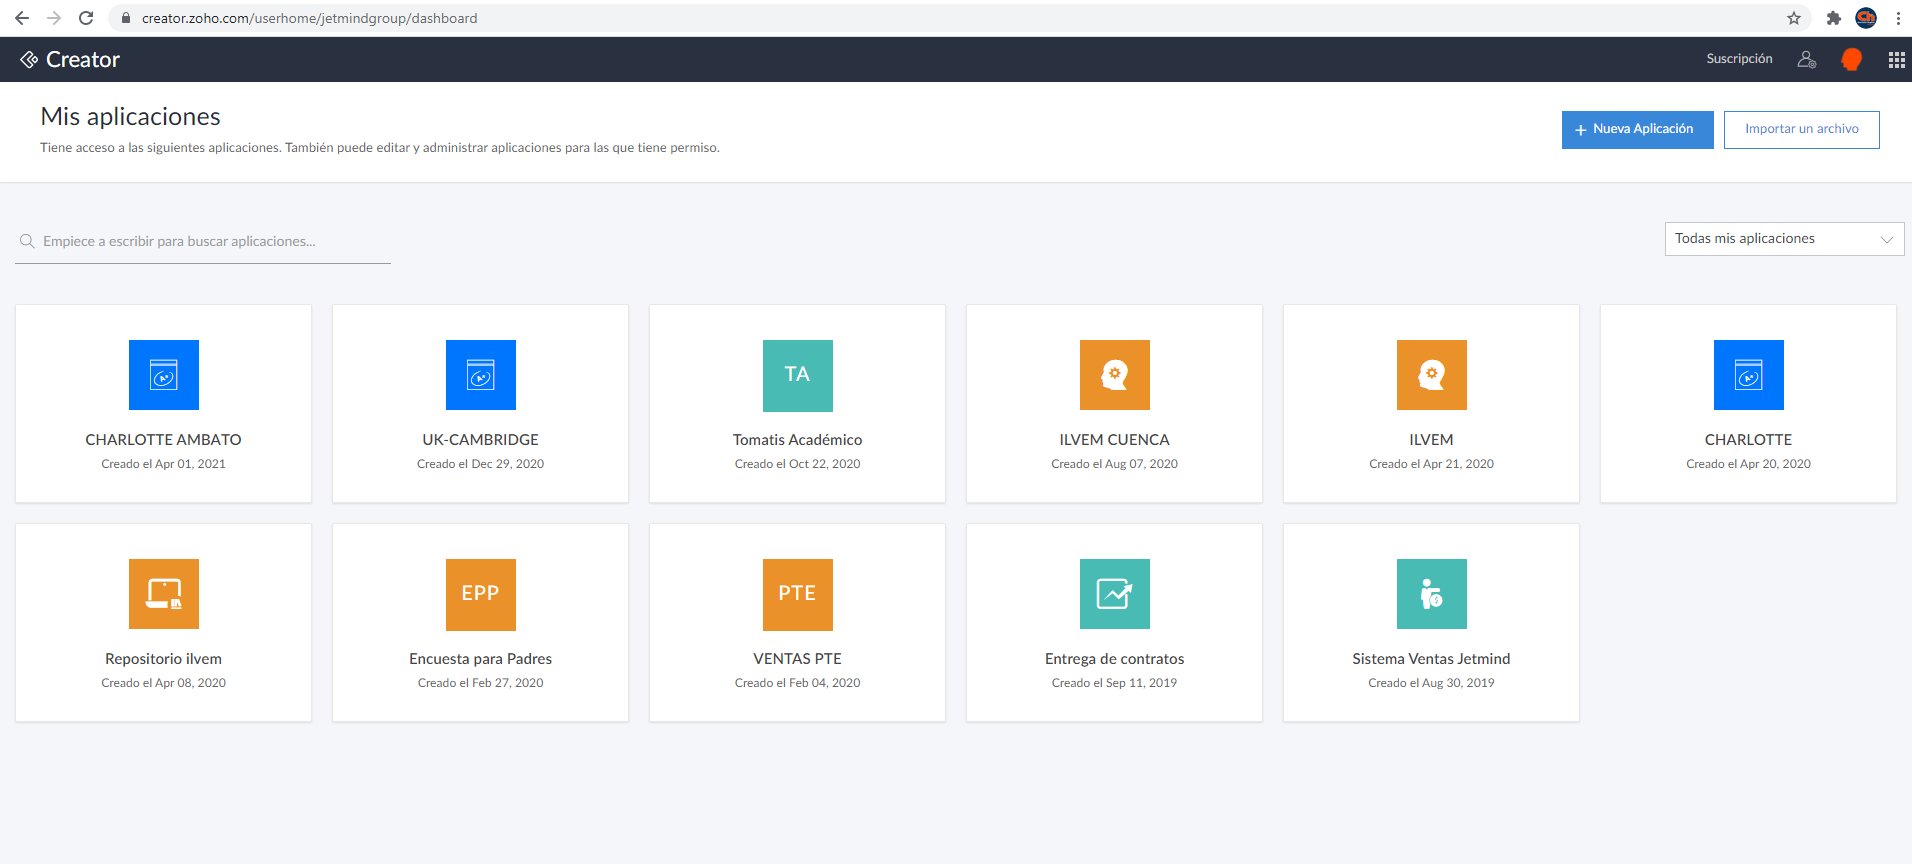 creator.zoho.com/userhome/jetmindgroup/dashboard
Ch
Creator
Suscripción
Mis aplicaciones
Tiene acceso a las siguientes aplicaciones. También puede editar y administrar aplicaciones para las que tiene permiso.
+ Nueva Aplicación
Importar un archivo
Empiece a escribir para buscar aplicaciones...
Todas mis aplicaciones
A+
CHARLOTTE AMBATO
Creado el Apr 01, 2021
A+
UK-CAMBRIDGE
Creado el Dec 29, 2020
TA
Tomatis Académico
Creado el Oct 22, 2020
ILVEM CUENCA
Creado el Aug 07, 2020
ILVEM
Creado el Apr 21, 2020
A+
CHARLOTTE
Creado el Apr 20, 2020
Repositorio ilvem
Creado el Apr 08, 2020
EPP
Encuesta para Padres
Creado el Feb 27, 2020
PTE
VENTAS PTE
Creado el Feb 04, 2020
Entrega de contratos
Creado el Sep 11, 2019
Sistema Ventas Jetmind
Creado el Aug 30, 2019